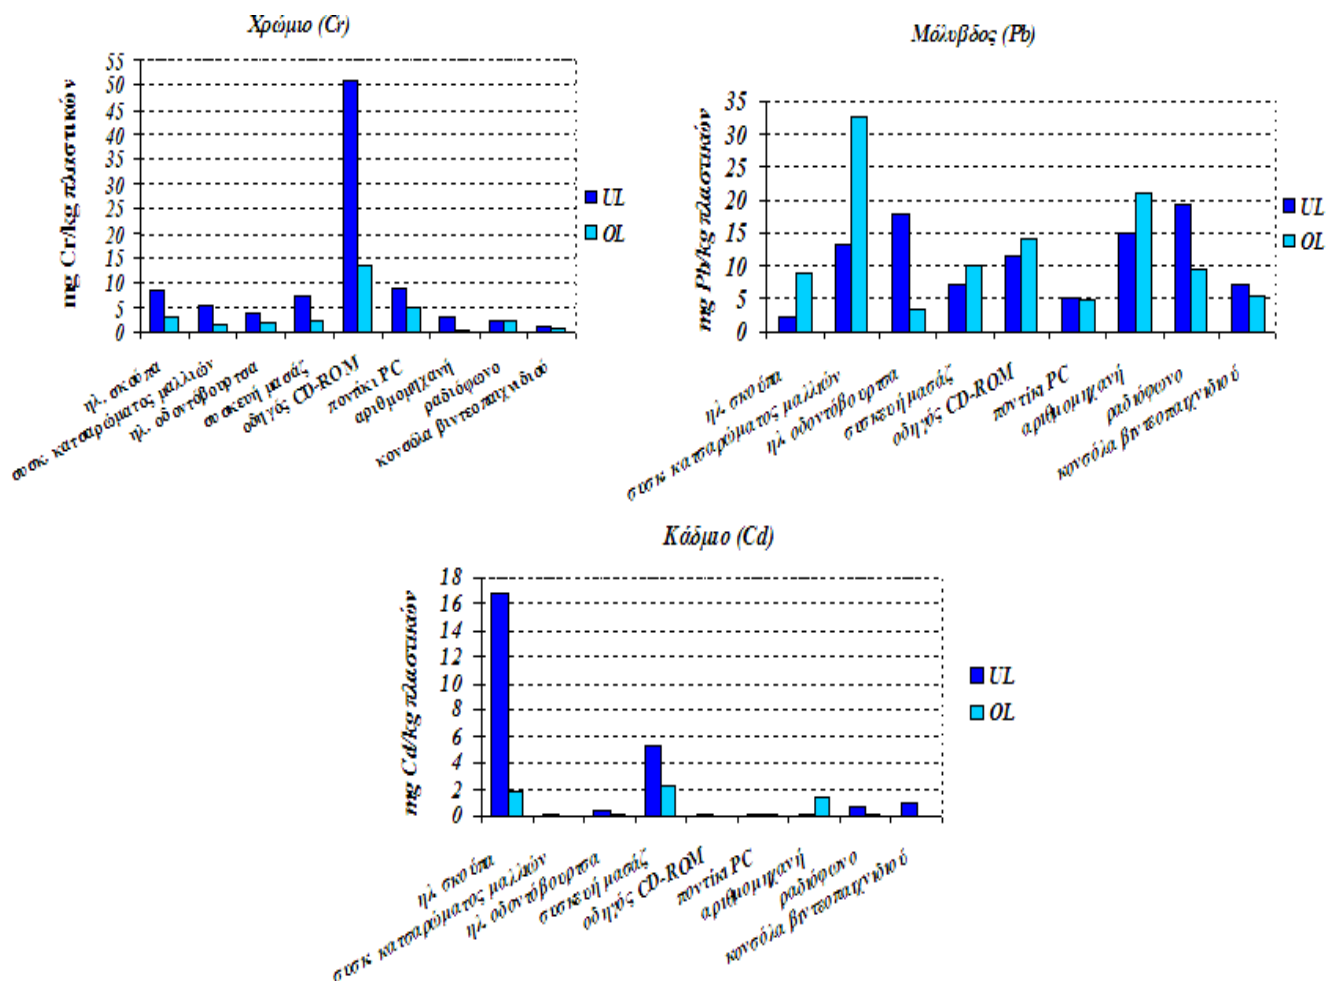 Χρώμιο (Cr)
mg Cr/kg πλαστικών
55
50
45
40
35
30
25
20
15
10
5
0
ηλ. σκούπα
συσκ. κατσαρώματος μαλλιών
ηλ. οδοντόβουρτσα
συσκευή μασάζ
οδηγός CD-ROM
ποντίκι PC
αριθμομηχανή
ραδιόφωνο
κονσόλα βιντεοπαιχνιδιού
UL
OL
Μόλυβδος (Pb)
mg Pb/kg πλαστικών
35
30
25
20
15
10
5
0
ηλ. σκούπα
συσκ. κατσαρώματος μαλλιών
ηλ. οδοντόβουρτσα
συσκευή μασάζ
οδηγός CD-ROM
ποντίκι PC
αριθμομηχανή
ραδιόφωνο
κονσόλα βιντεοπαιχνιδιού
UL
OL
Κάδμιο (Cd)
mg Cd/kg πλαστικών
18
16
14
12
10
8
6
4
2
0
ηλ. σκούπα
συσκ. κατσαρώματος μαλλιών
ηλ. οδοντόβουρτσα
συσκευή μασάζ
οδηγός CD-ROM
ποντίκι PC
αριθμομηχανή
ραδιόφωνο
κονσόλα βιντεοπαιχνιδιού
UL
OL